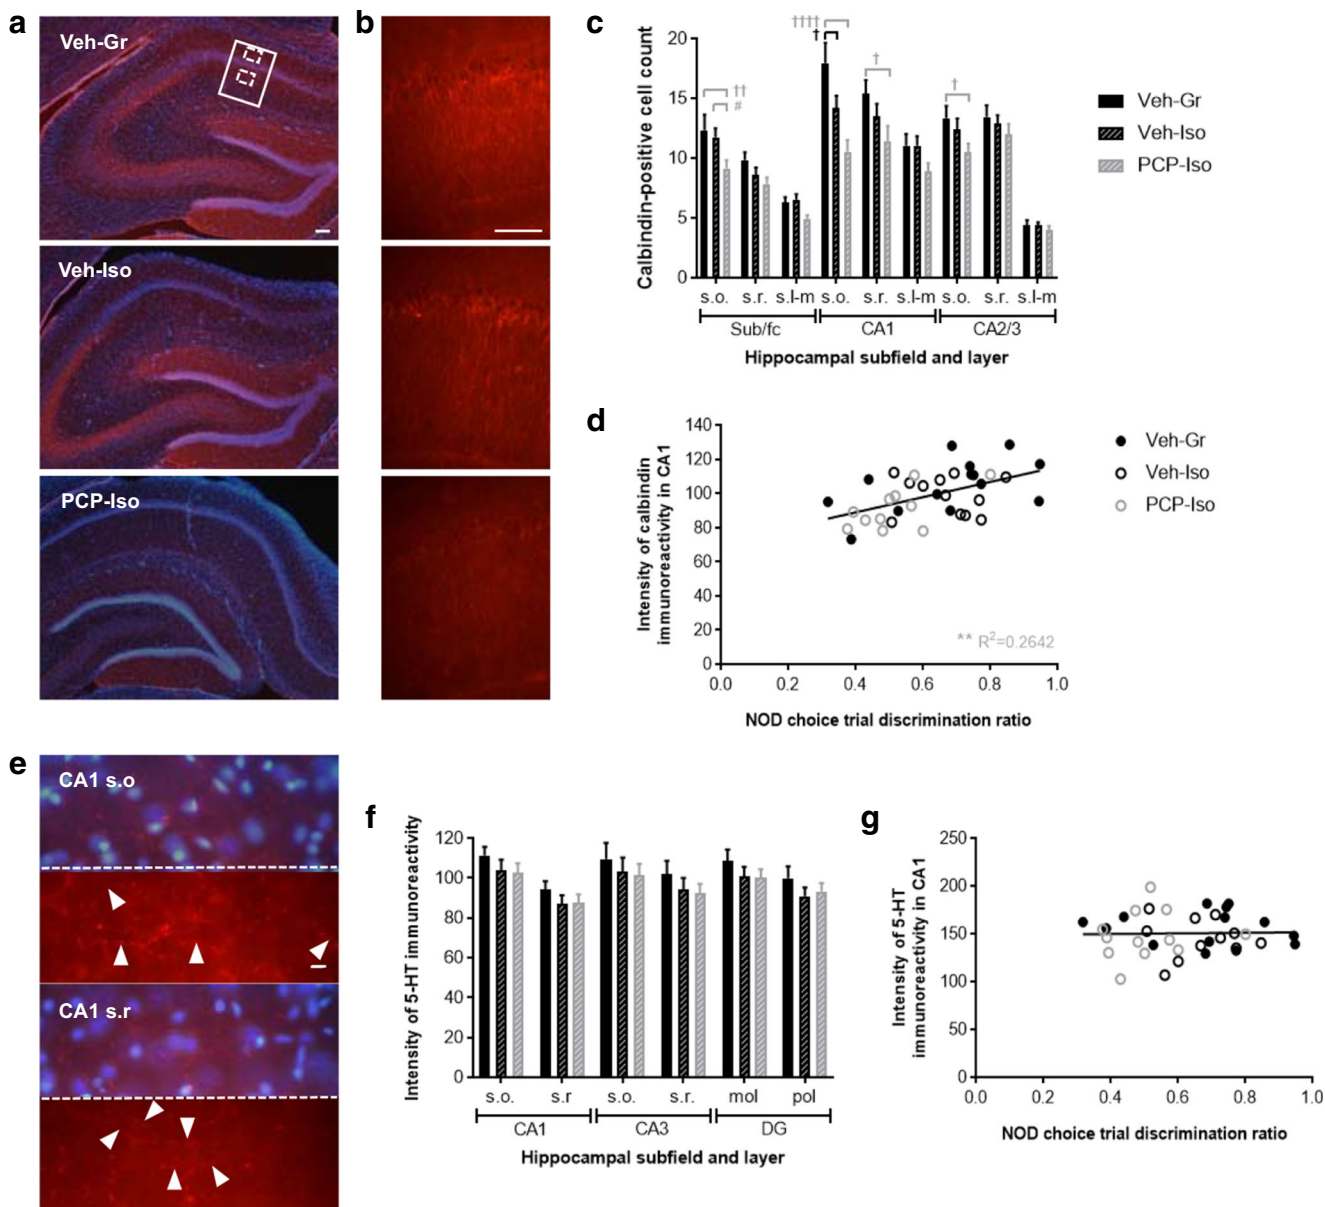 a
Veh-Gr
Veh-Iso
PCP-Iso
b
c
Calbindin-positive cell count
20
15
10
5
0
††
#
††††
†
†
†
s.o. s.r. s.l-m s.o. s.r. s.l-m s.o. s.r. s.l-m
Sub/fc CA1 CA2/3
Hippocampal subfield and layer
Veh-Gr
Veh-Iso
PCP-Iso
d
Intensity of calbindin
immunoreactivity in CA1
140
120
100
80
60
40
20
0
** R²=0.2642
0.0 0.2 0.4 0.6 0.8 1.0
NOD choice trial discrimination ratio
Veh-Gr
Veh-Iso
PCP-Iso
e
CA1 s.o
CA1 s.r
f
Intensity of 5-HT immunoreactivity
120
100
80
60
40
20
0
s.o. s.r s.o. s.r. mol pol
CA1 CA3 DG
Hippocampal subfield and layer
g
Intensity of 5-HT
immunoreactivity in CA1
250
200
150
100
50
0
0.0 0.2 0.4 0.6 0.8 1.0
NOD choice trial discrimination ratio